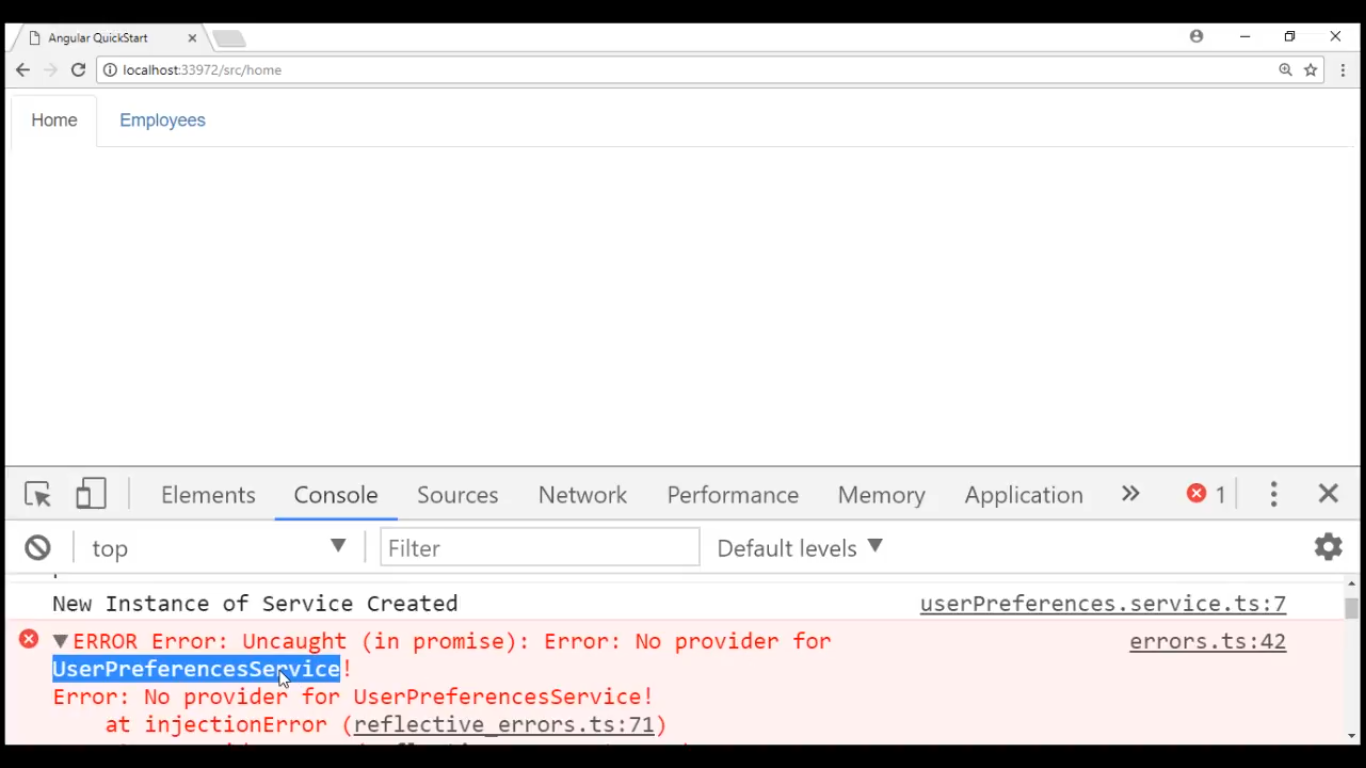 Angular QuickStart
localhost:33972/src/home
Home Employees
Elements Console Sources Network Performance Memory Application » 1
top Filter Default levels
New Instance of Service Created userPreferences.service.ts:7
ERROR Error: Uncaught (in promise): Error: No provider for errors.ts:42
UserPreferencesService!
Error: No provider for UserPreferencesService!
at injectionError (reflective_errors.ts:71)